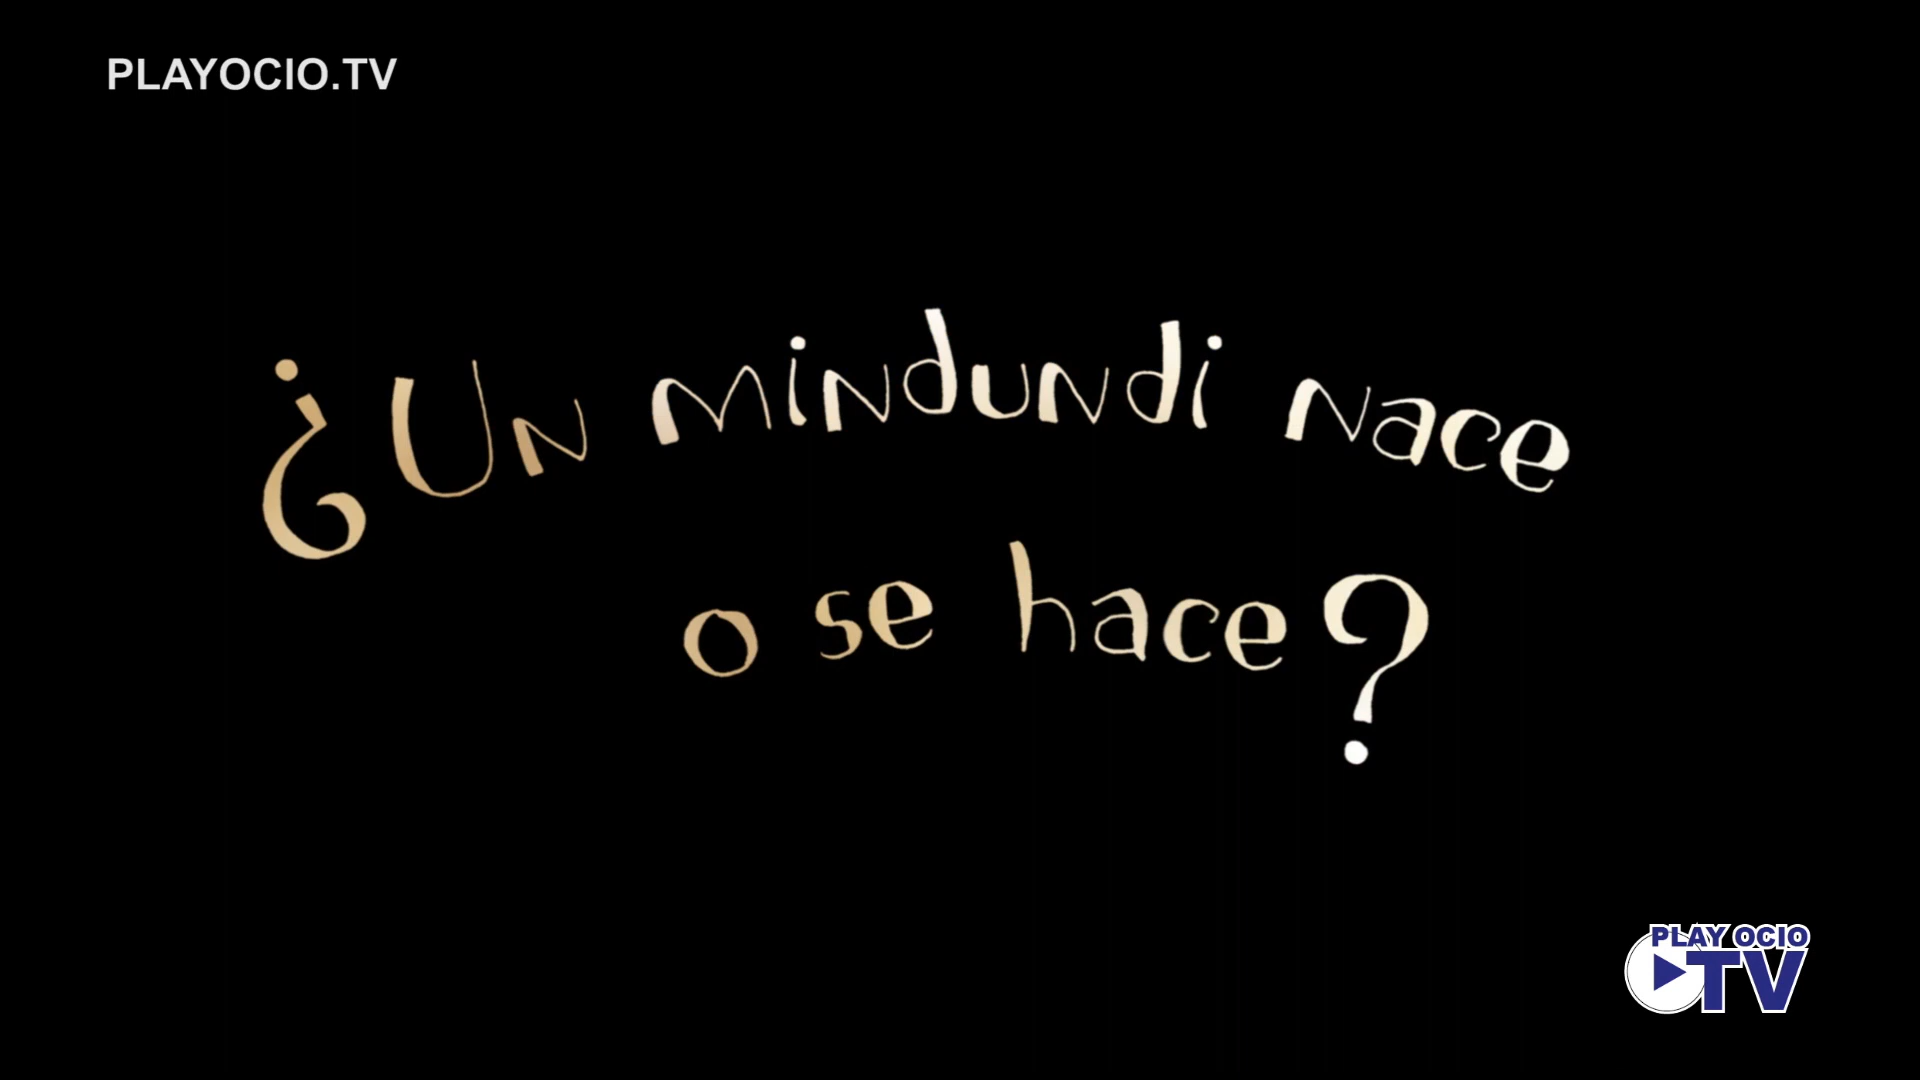 PLAYOCIO.TV
¿Un mindundi nace
o se hace?
PLAY OCIO
TV